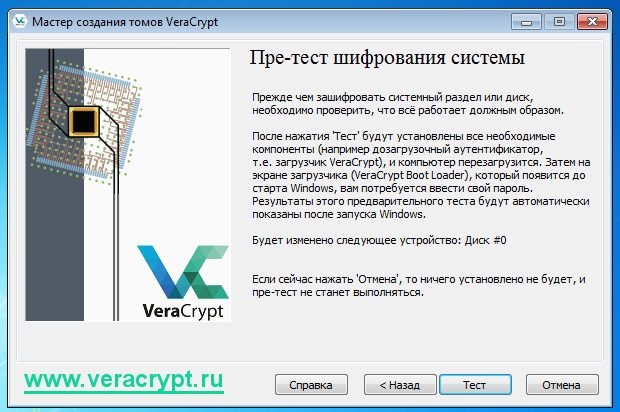 Мастер создания томов VeraCrypt
Пре-тест шифрования системы
Прежде чем зашифровать системный раздел или диск,
необходимо проверить, что всё работает должным образом.
После нажатия 'Тест' будут установлены все необходимые
компоненты (например дозагрузочный аутентификатор,
т.е. загрузчик VeraCrypt), и компьютер перезагрузится. Затем на
экране загрузчика (VeraCrypt Boot Loader), который появится до
старта Windows, вам потребуется ввести свой пароль.
Результаты этого предварительного теста будут автоматически
показаны после запуска Windows.
Будет изменено следующее устройство: Диск #0
Если сейчас нажать 'Отмена', то ничего установлено не будет, и
пре-тест не станет выполняться.
VeraCrypt
www.veracrypt.ru
Справка
< Назад
Тест
Отмена